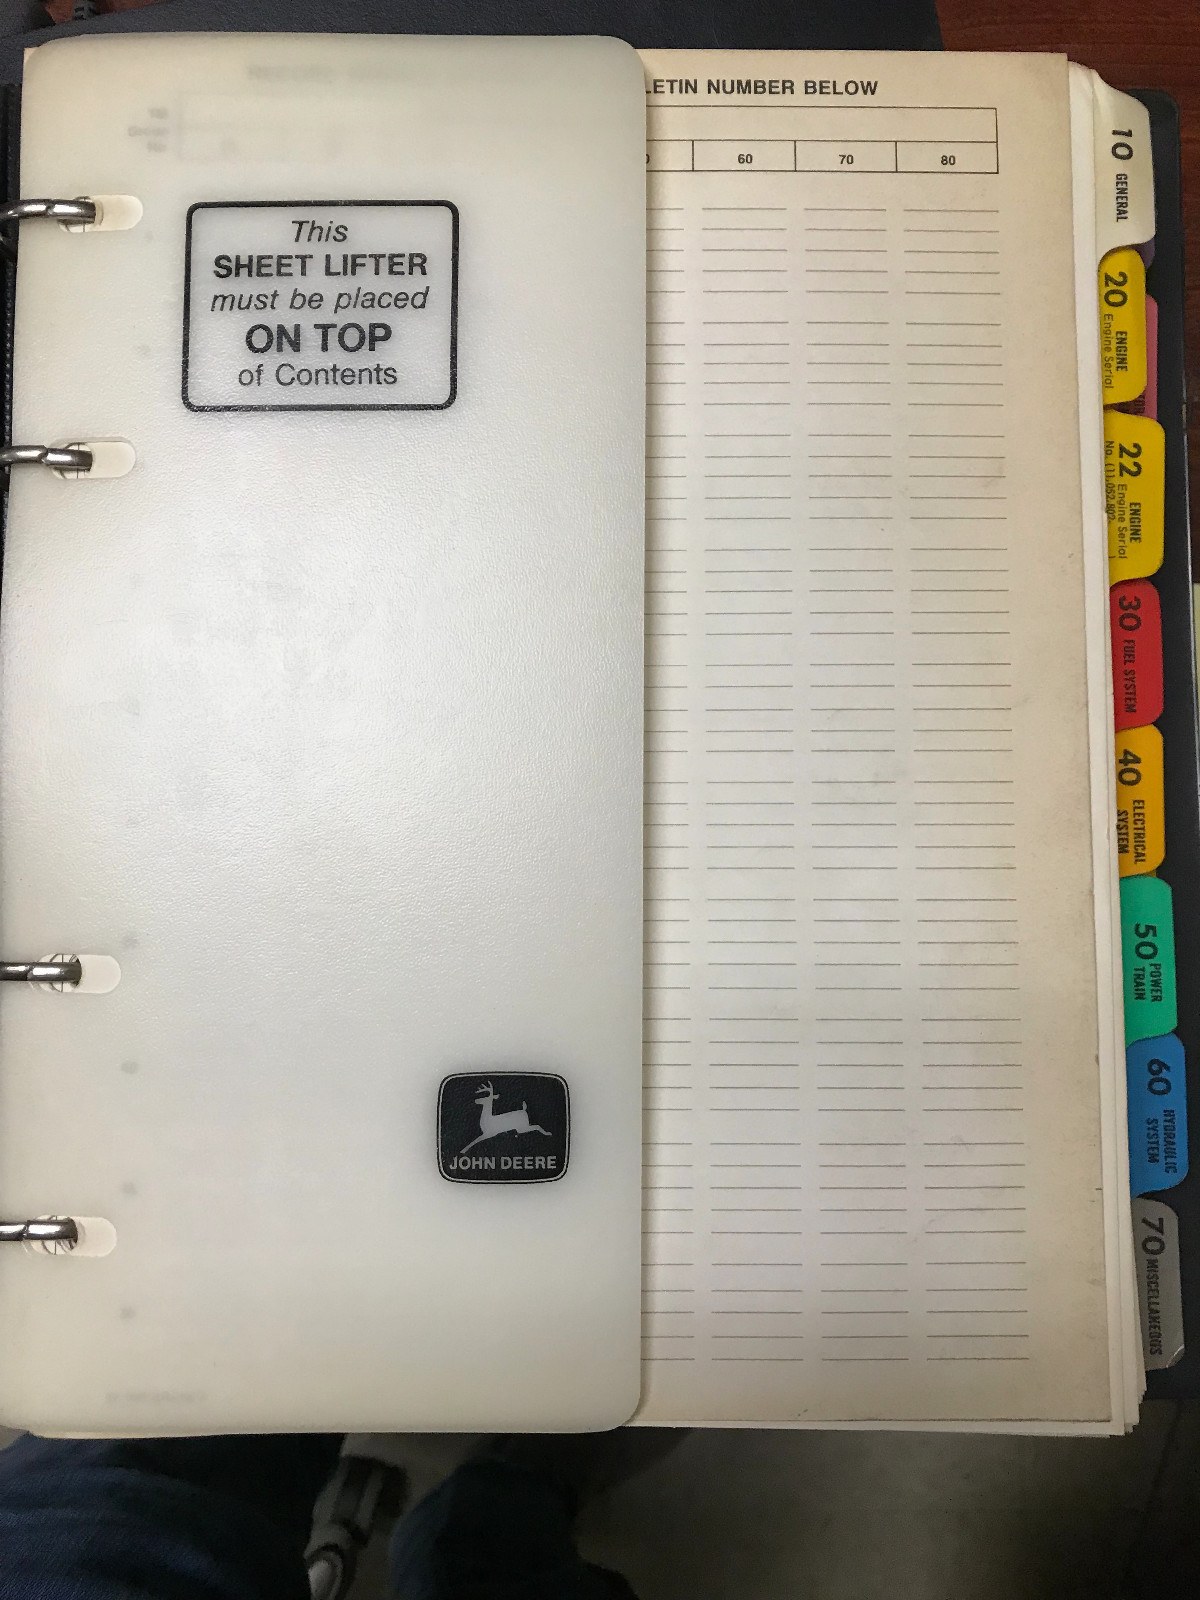 LETIN NUMBER BELOW
60 70 80
This
SHEET LIFTER
must be placed
ON TOP
of Contents
JOHN DEERE
10 GENERAL
20 ENGINE
Engine Serial
22 ENGINE
Engine Serial
30 FUEL SYSTEM
40 ELECTRICAL
SYSTEM
50 POWER
TRAIN
60 HYDRAULIC
SYSTEM
70 MISCELLANEOUS